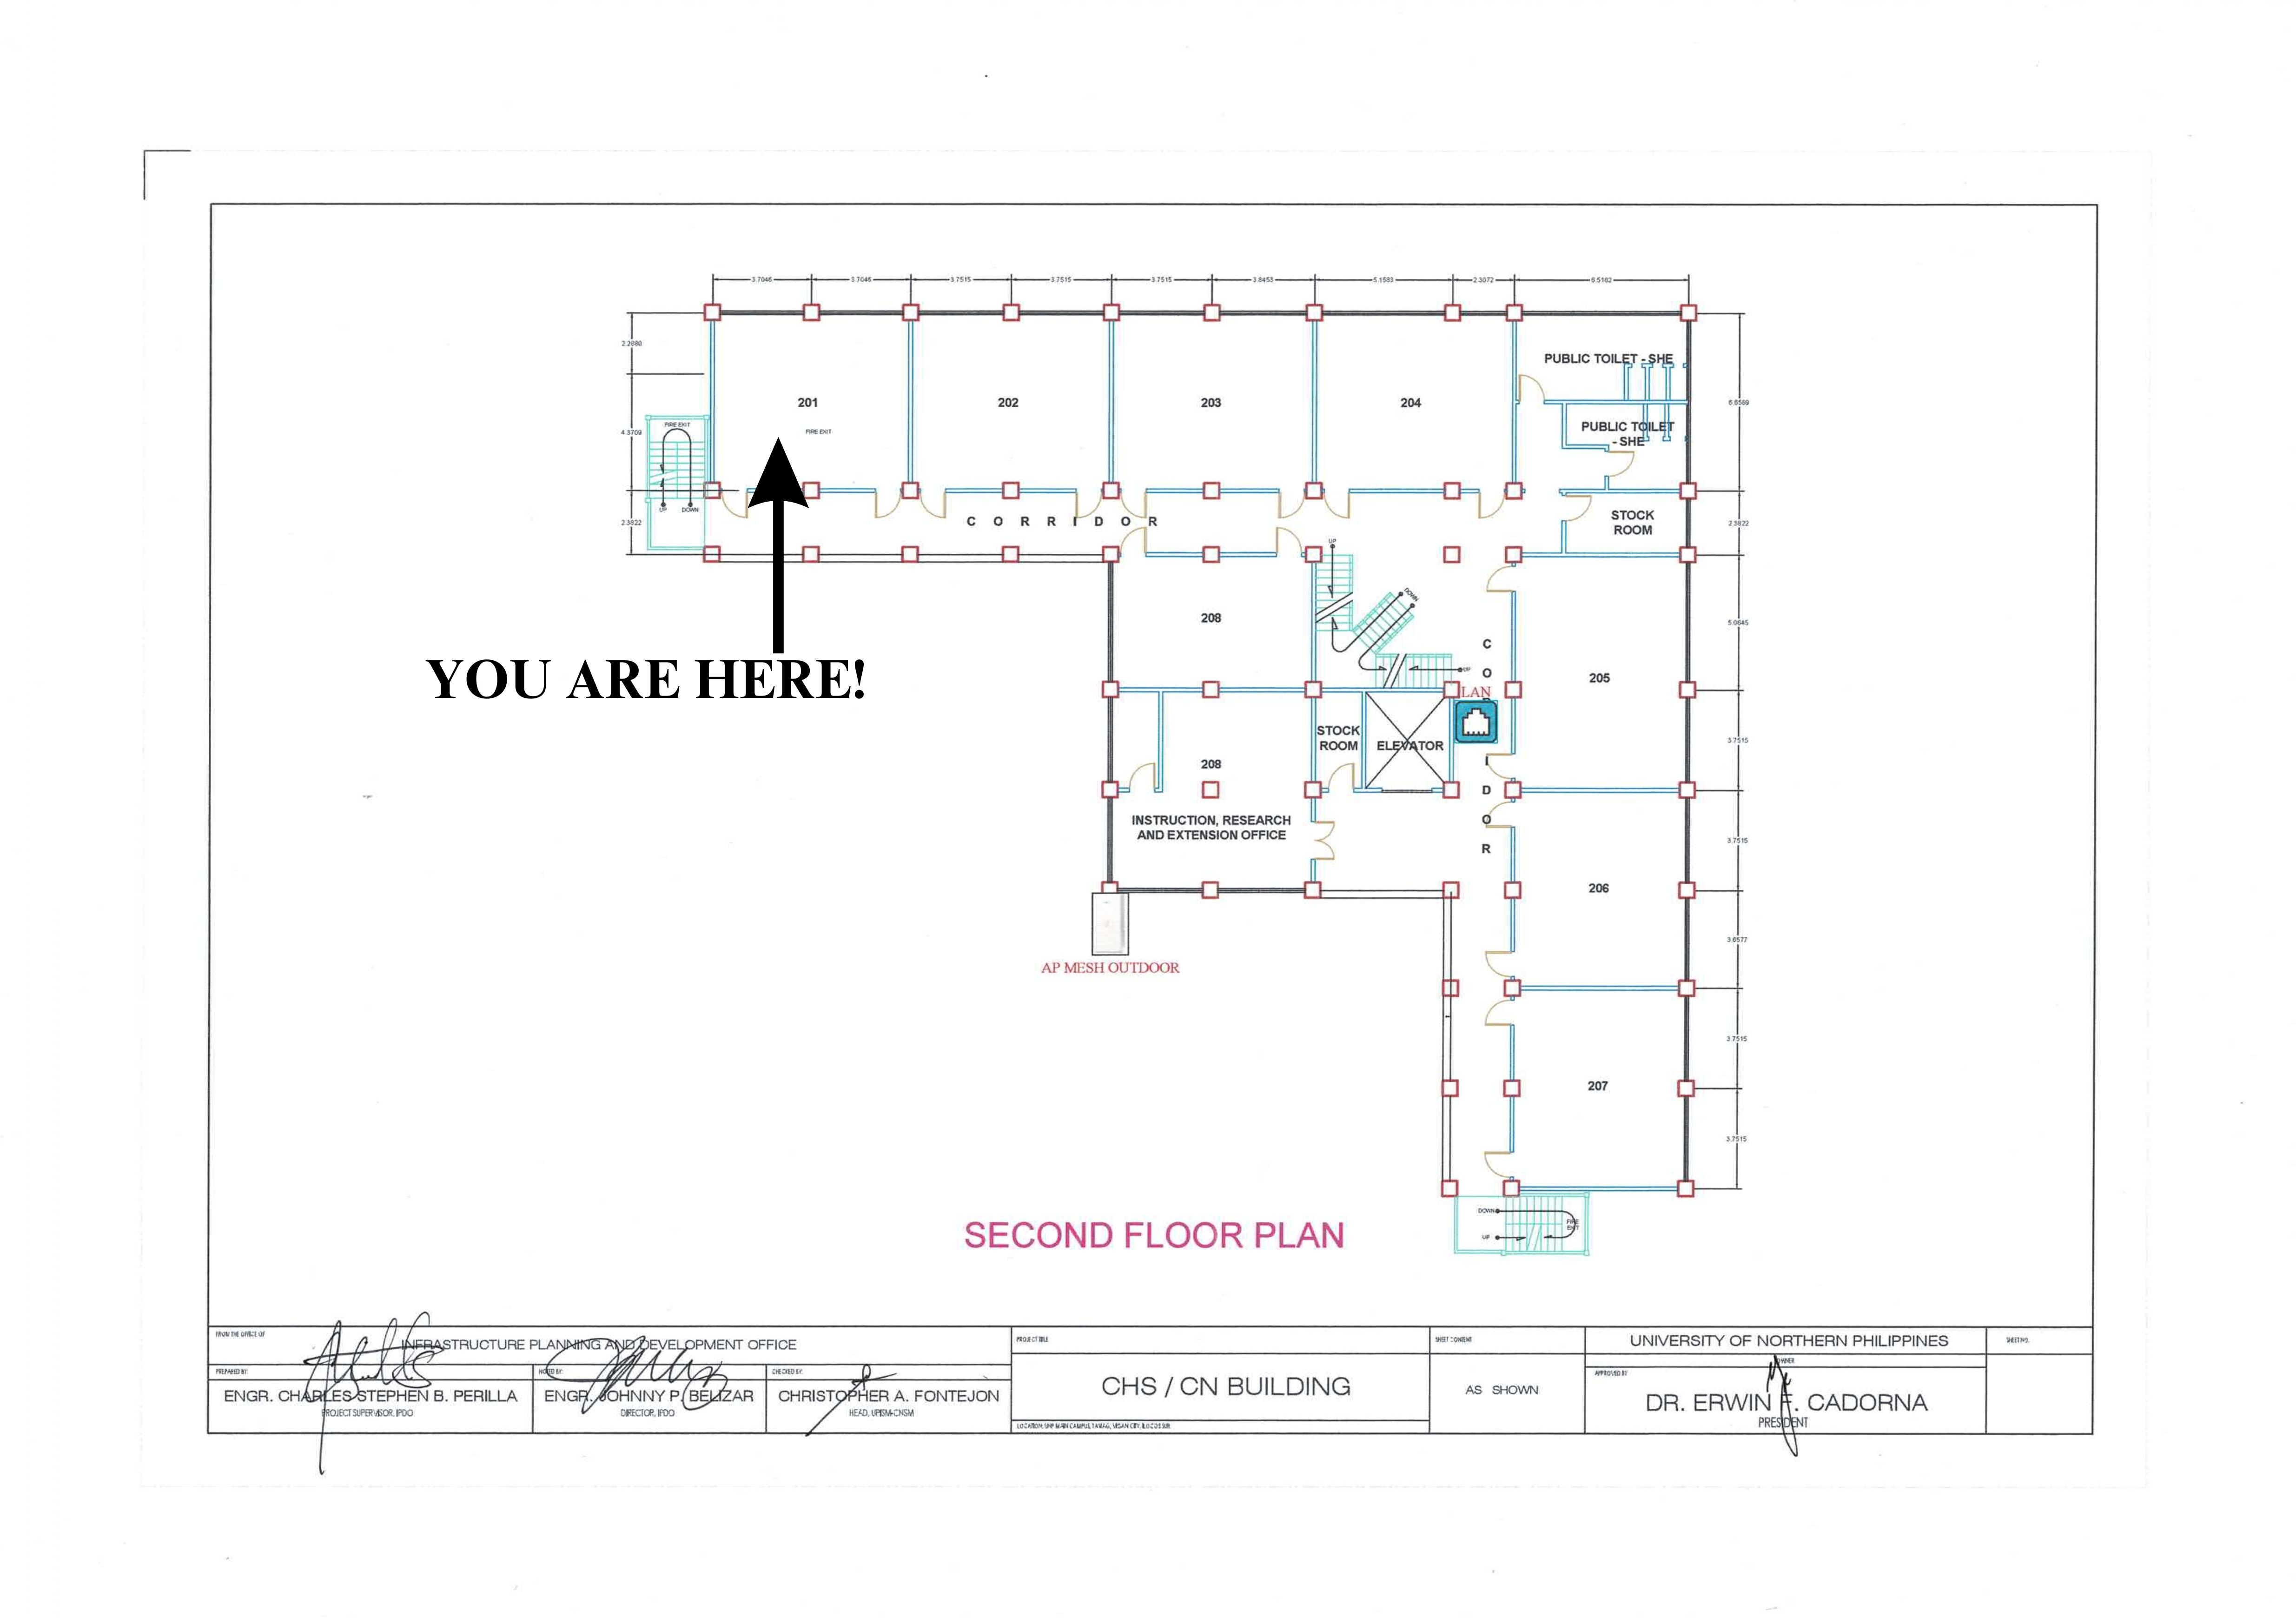 3.7046 3.7046 3.7515 3.7515 3.7515 3.8453 5.1583 2.3072 6.5182
2.2880
4.3709
2.3822
FIRE EXIT
UP DOWN
201
FIRE EXIT
202
203
204
PUBLIC TOILET - SHE
PUBLIC TOILET
- SHE
STOCK
ROOM
6.8589
2.3822
5.0645
3.7515
3.7515
3.6577
3.7515
3.7515
CORRIDOR
UP
DOWN
UP
208
CORRIDOR
205
LAN
YOU ARE HERE!
STOCK
ROOM
ELEVATOR
208
INSTRUCTION, RESEARCH
AND EXTENSION OFFICE
206
AP MESH OUTDOOR
207
DOWN
UP
FIRE
EXIT
SECOND FLOOR PLAN
FROM THE OFFICE OF
INFRASTRUCTURE PLANNING AND DEVELOPMENT OFFICE
PREPARED BY:
ENGR. CHARLES STEPHEN B. PERILLA
PROJECT SUPERVISOR, IPDO
NOTED BY:
ENGR. JOHNNY P. BELIZAR
DIRECTOR, IPDO
CHECKED BY:
CHRISTOPHER A. FONTEJON
HEAD, UPISM-CNSM
PROJECT TITLE
CHS / CN BUILDING
LOCATION: UNP MAIN CAMPUS, TAMAG, VIGAN CITY, ILOCOS SUR
SHEET CONTENT
AS SHOWN
UNIVERSITY OF NORTHERN PHILIPPINES
OWNER
APPROVED BY
DR. ERWIN F. CADORNA
PRESIDENT
SHEET NO.